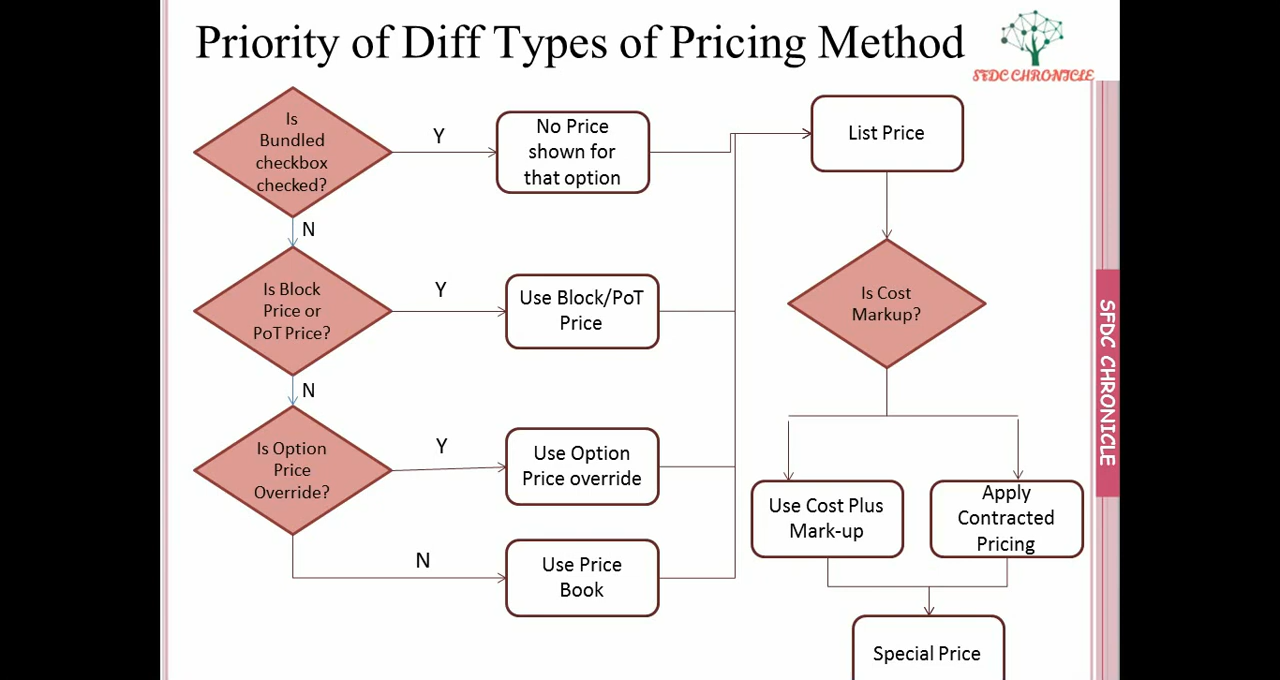 Priority of Diff Types of Pricing Method
SFDC CHRONICLE
Is
Bundled
checkbox
checked?
Y
No Price
shown for
that option
List Price
N
Is Block
Price or
PoT Price?
Y
Use Block/PoT
Price
Is Cost
Markup?
N
Is Option
Price
Override?
Y
Use Option
Price override
N
Use Price
Book
Use Cost Plus
Mark-up
Apply
Contracted
Pricing
Special Price
SFDC CHRONICLE